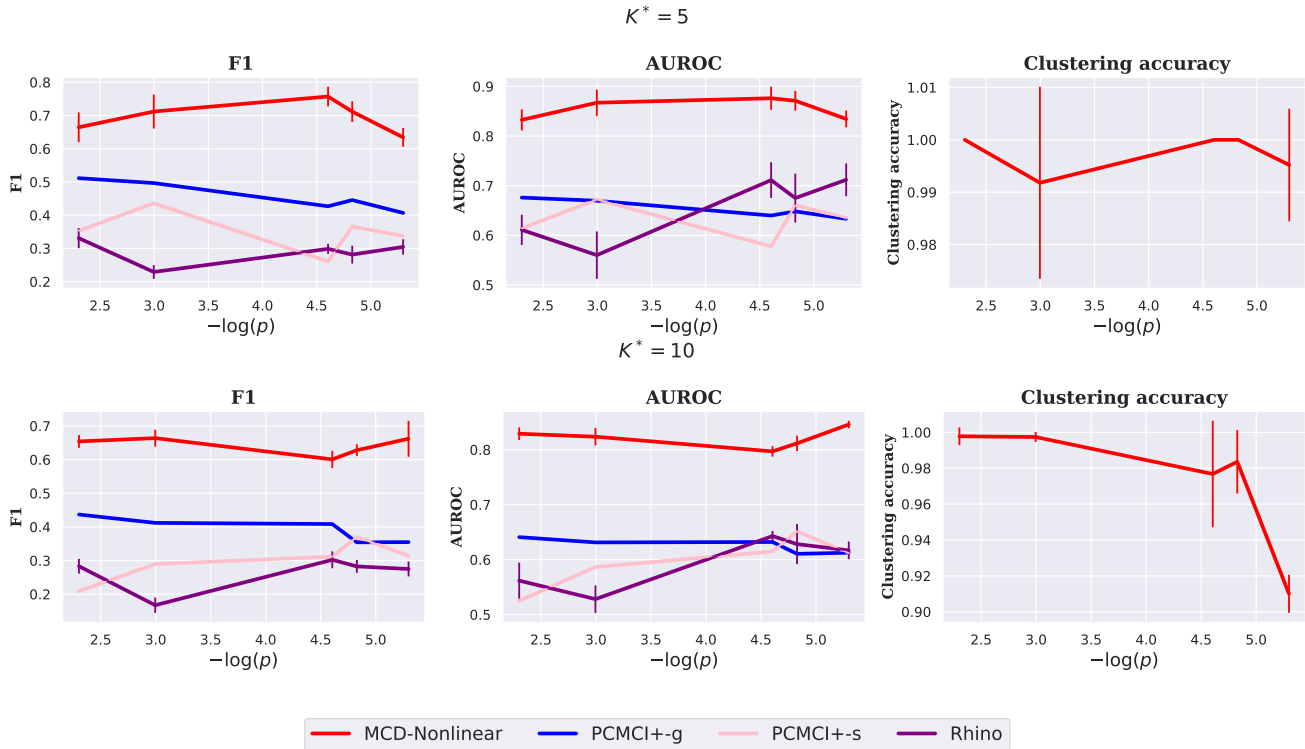 K* = 5
F1 AUROC Clustering accuracy
0.8 0.7 0.6 0.5 0.4 0.3 0.2
F1
2.5 3.0 3.5 4.0 4.5 5.0
−log(p)
0.9 0.8 0.7 0.6 0.5
AUROC
2.5 3.0 3.5 4.0 4.5 5.0
−log(p)
1.01 1.00 0.99 0.98
Clustering accuracy
2.5 3.0 3.5 4.0 4.5 5.0
−log(p)
K* = 10
F1 AUROC Clustering accuracy
0.7 0.6 0.5 0.4 0.3 0.2
F1
2.5 3.0 3.5 4.0 4.5 5.0
−log(p)
0.8 0.7 0.6 0.5
AUROC
2.5 3.0 3.5 4.0 4.5 5.0
−log(p)
1.00 0.98 0.96 0.94 0.92 0.90
Clustering accuracy
2.5 3.0 3.5 4.0 4.5 5.0
−log(p)
MCD-Nonlinear PCMCI+-g PCMCI+-s Rhino